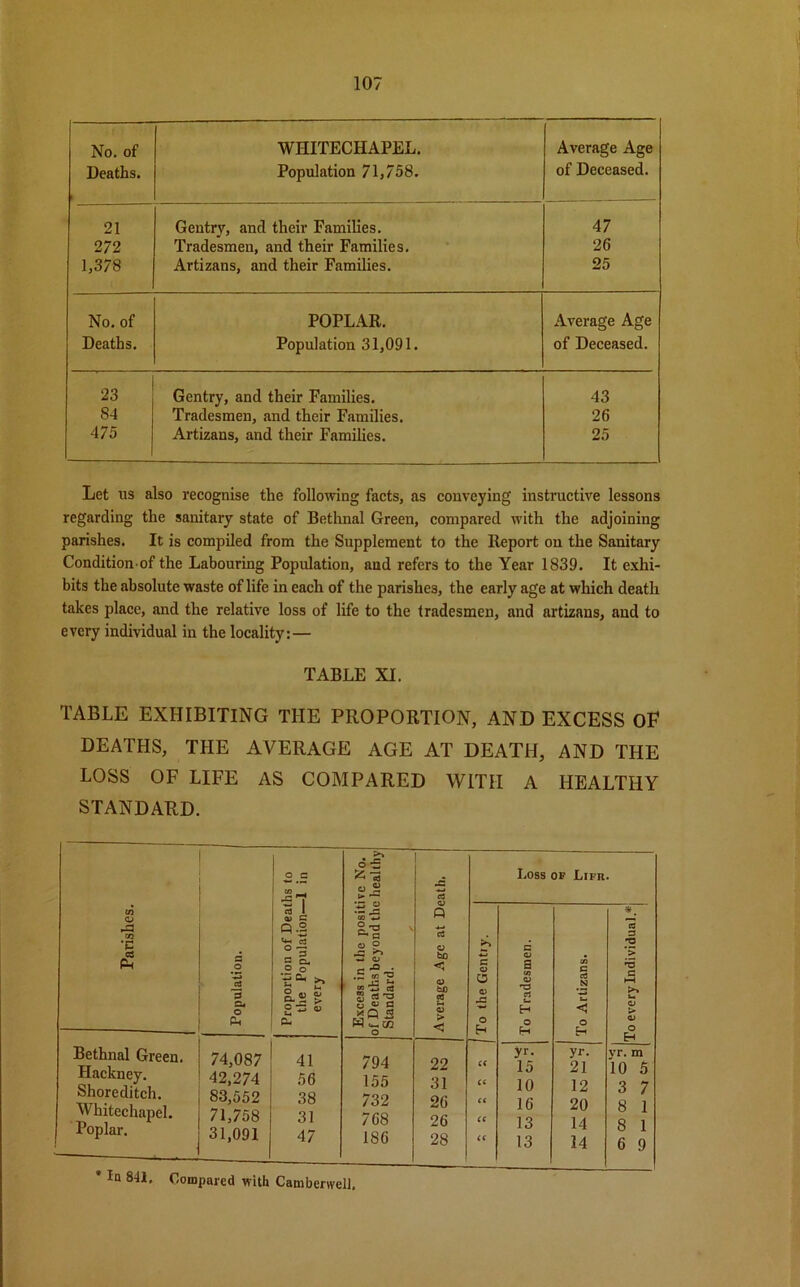 107
No. of Deaths. WHITECHAPEL. Population 71,758. Average Age of Deceased.
21 Gentry, and their Families. 47
272 Tradesmen, and their Families. 26
1,378 Artizans, and their Families. 25
No. of Deaths. POPLAR. Population 31,091. Average Age of Deceased.
23 Gentry, and their Families. 43
84 Tradesmen, and their Families. 26
475 Artizans, and their Families. 25
Let us also recognise the following facts, as conveying instructive lessons
regarding the sanitary state of Bethnal Green, compared with the adjoining
parishes. It is compiled from the Supplement to the Report on the Sanitary
Condition of the Labouring Population, and refers to the Year 1839. It exhi-
bits the absolute waste of life in each of the parishes, the early age at which death
takes place, and the relative loss of life to the tradesmen, and artizans, and to
every individual in the locality:—
TABLE XI.
TABLE EXHIBITING THE PROPORTION, AND EXCESS OF
DEATHS, THE AVERAGE AGE AT DEATH, AND THE
LOSS OF LIFE AS COMPARED WITH A HEALTHY
STANDARD.
Parishes.
Population.
Proportion of Deaths to the Population—1 in every
Excess in the positive No. of Deaths beyond the healthy Standard.
Average Age at Death.
Loss of Life.
To the Gentry.
To Tradesmen.
To Artizans.
To every Individual.*
yr. yr. yr. m
Bethnal Green. 74,087 41 794 22 “ 15 21 10 5
Hackney. 42,274 56 155 31 “ 10 12 3 7
Shoreditch. 83,552 38 732 26 “ 16 20 8 1
Whitechapel. 71,758 31 768 26 “ 13 14 8 1
Poplar. 31,091 47 186 28 “ 13 14 6 9
* In 841. Compared with Camberwell.